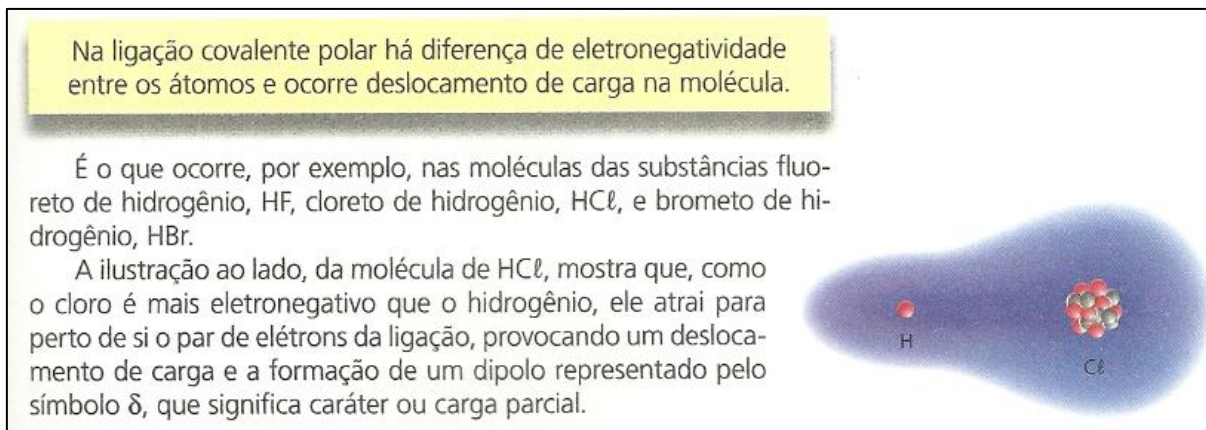 Na ligação covalente polar há diferença de eletronegatividade
entre os átomos e ocorre deslocamento de carga na molécula.
É o que ocorre, por exemplo, nas moléculas das substâncias fluo-
reto de hidrogênio, HF, cloreto de hidrogênio, HCℓ, e brometo de hi-
drogênio, HBr.
A ilustração ao lado, da molécula de HCℓ, mostra que, como
o cloro é mais eletronegativo que o hidrogênio, ele atrai para
perto de si o par de elétrons da ligação, provocando um desloca-
mento de carga e a formação de um dipolo representado pelo
símbolo δ, que significa caráter ou carga parcial.
H
Cℓ